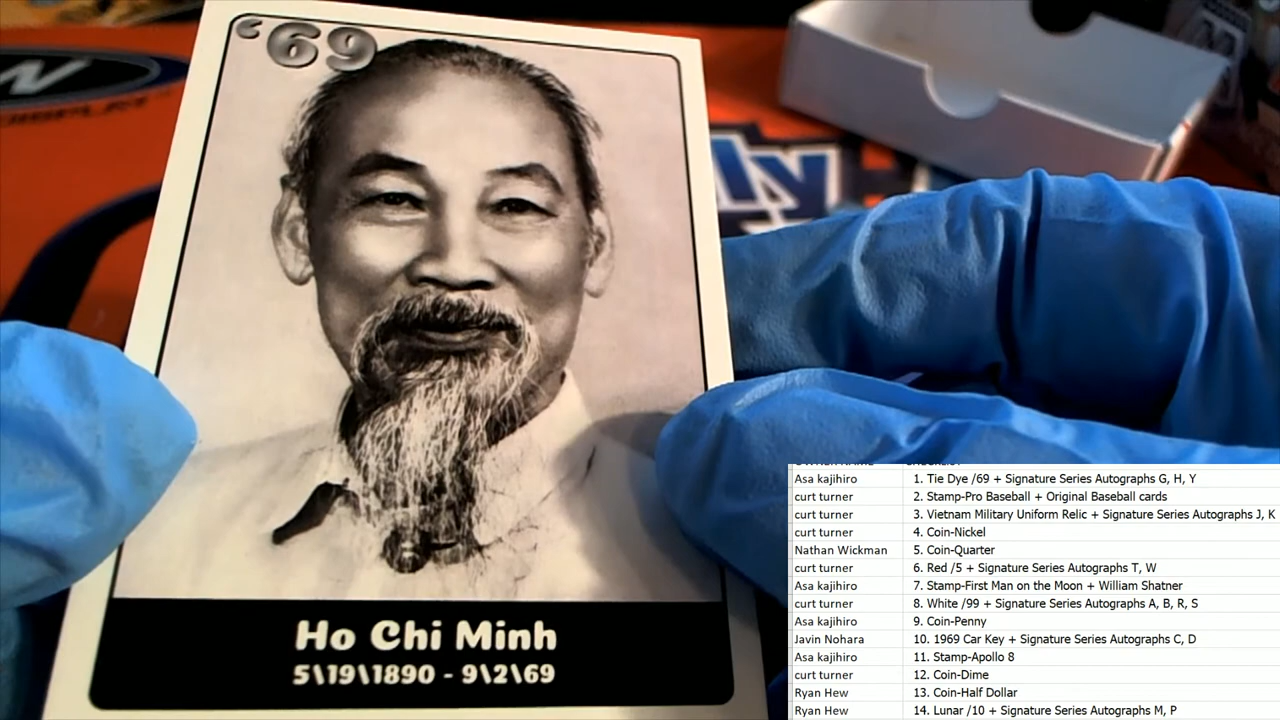 '69
N
ly
Ho Chi Minh
5\19\1890 - 9\2\69
Asa kajihiro 1. Tie Dye /69 + Signature Series Autographs G, H, Y
curt turner 2. Stamp-Pro Baseball + Original Baseball cards
curt turner 3. Vietnam Military Uniform Relic + Signature Series Autographs J, K
curt turner 4. Coin-Nickel
Nathan Wickman 5. Coin-Quarter
curt turner 6. Red /5 + Signature Series Autographs T, W
Asa kajihiro 7. Stamp-First Man on the Moon + William Shatner
curt turner 8. White /99 + Signature Series Autographs A, B, R, S
Asa kajihiro 9. Coin-Penny
Javin Nohara 10. 1969 Car Key + Signature Series Autographs C, D
Asa kajihiro 11. Stamp-Apollo 8
curt turner 12. Coin-Dime
Ryan Hew 13. Coin-Half Dollar
Ryan Hew 14. Lunar /10 + Signature Series Autographs M, P